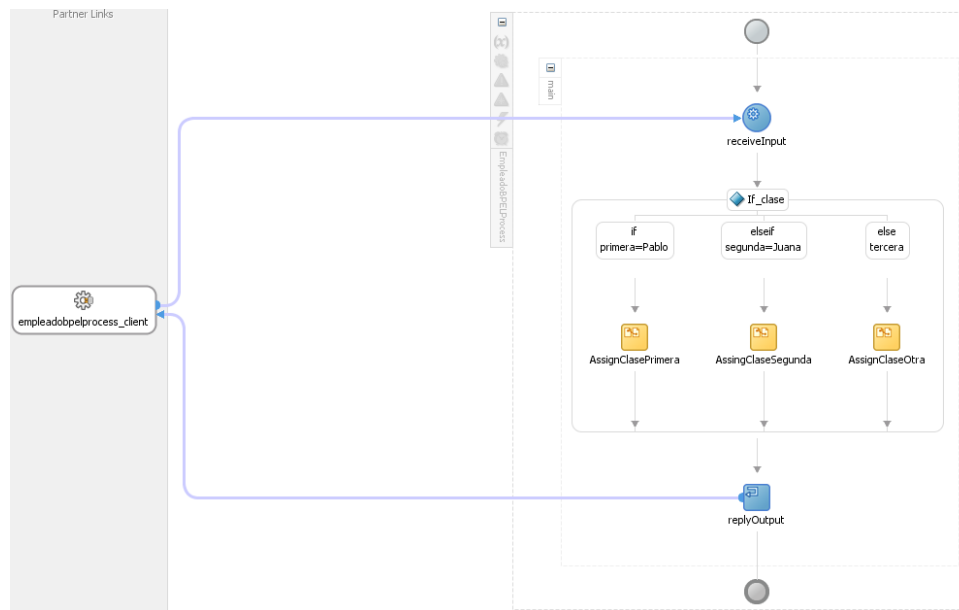 Partner Links
main
EmpleadoBPELProcess
receiveInput
If_clase
if
primera=Pablo
elseif
segunda=Juana
else
tercera
empleadobpelprocess_client
AssignClasePrimera
AssingClaseSegunda
AssignClaseOtra
replyOutput